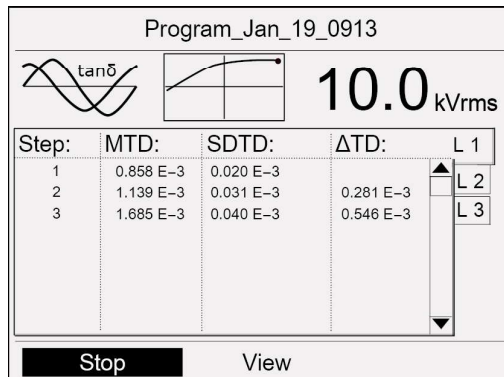 Program_Jan_19_0913
tanδ
10.0 kVrms
Step: MTD: SDTD: ΔTD: L 1
1 0.858 E−3 0.020 E−3
2 1.139 E−3 0.031 E−3 0.281 E−3
3 1.685 E−3 0.040 E−3 0.546 E−3
L 2
L 3
Stop View